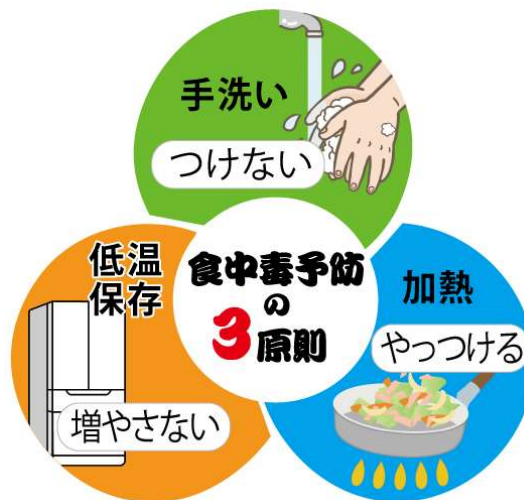 手洗い
つけない
食中毒予防
の
3原則
低温
保存
増やさない
加熱
やっつける